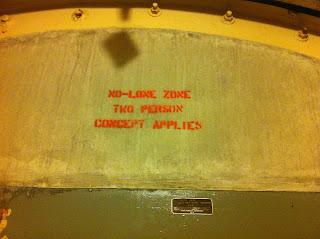 NO-LONE ZONE
TWO PERSON
CONCEPT APPLIES